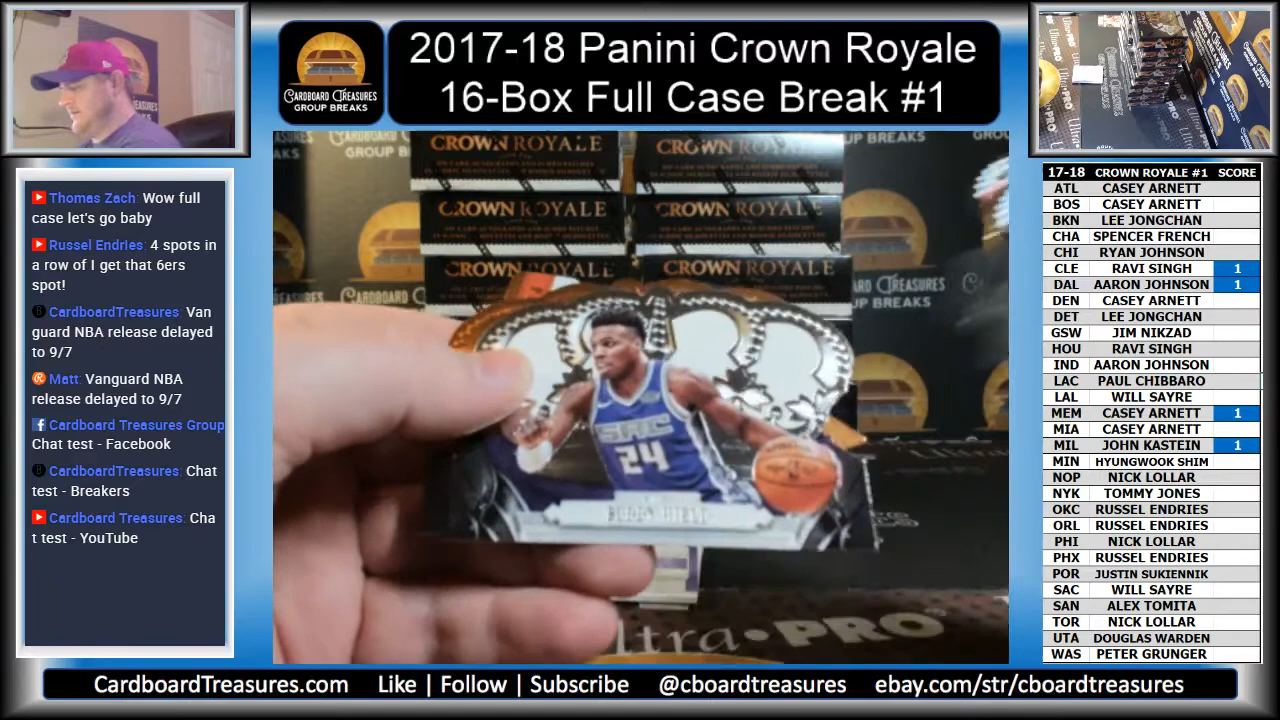 2017-18 Panini Crown Royale
16-Box Full Case Break #1
CARDBOARD TREASURES
GROUP BREAKS
Thomas Zach: Wow full
case let's go baby
Russel Endries: 4 spots in
a row of I get that 6ers
spot!
CardboardTreasures: Van
guard NBA release delayed
to 9/7
Matt: Vanguard NBA
release delayed to 9/7
Cardboard Treasures Group
Chat test - Facebook
CardboardTreasures: Chat
test - Breakers
Cardboard Treasures: Cha
t test - YouTube
CROWN ROYALE
CROWN ROYALE
CROWN ROYALE
CROWN ROYALE
CROWN ROYALE
CROWN ROYALE
GROUP BREAKS
SAC
24
BUDDY HIELD
Ultra•PRO
17-18 CROWN ROYALE #1 SCORE
ATL CASEY ARNETT
BOS CASEY ARNETT
BKN LEE JONGCHAN
CHA SPENCER FRENCH
CHI RYAN JOHNSON
CLE RAVI SINGH 1
DAL AARON JOHNSON 1
DEN CASEY ARNETT
DET LEE JONGCHAN
GSW JIM NIKZAD
HOU RAVI SINGH
IND AARON JOHNSON
LAC PAUL CHIBBARO
LAL WILL SAYRE
MEM CASEY ARNETT 1
MIA CASEY ARNETT
MIL JOHN KASTEIN 1
MIN HYUNGWOOK SHIM
NOP NICK LOLLAR
NYK TOMMY JONES
OKC RUSSEL ENDRIES
ORL RUSSEL ENDRIES
PHI NICK LOLLAR
PHX RUSSEL ENDRIES
POR JUSTIN SUKIENNIK
SAC WILL SAYRE
SAN ALEX TOMITA
TOR NICK LOLLAR
UTA DOUGLAS WARDEN
WAS PETER GRUNGER
CardboardTreasures.com Like | Follow | Subscribe @cboardtreasures ebay.com/str/cboardtreasures